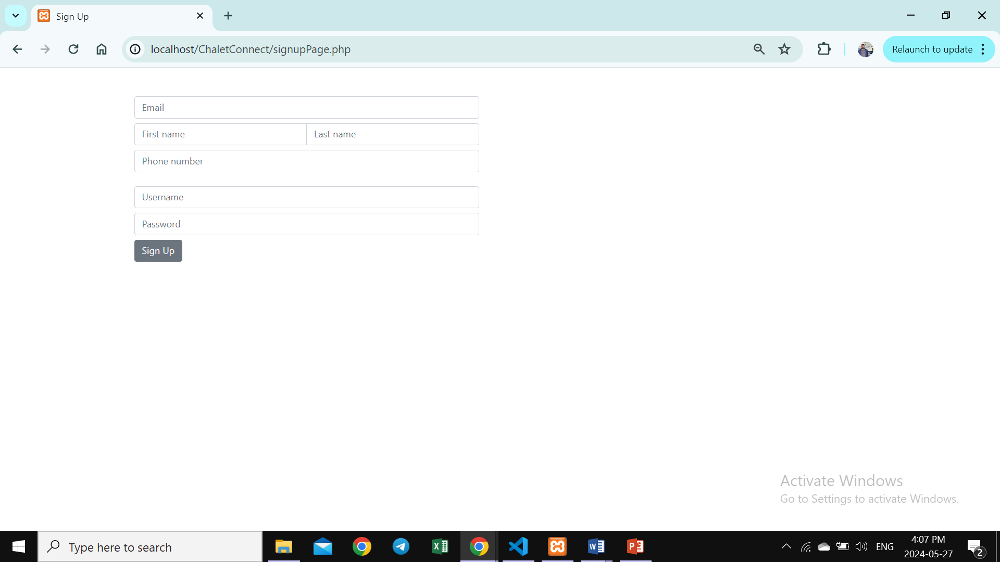 Sign Up
localhost/ChaletConnect/signupPage.php
Relaunch to update
Email
First name Last name
Phone number
Username
Password
Sign Up
Activate Windows
Go to Settings to activate Windows.
Type here to search
ENG
4:07 PM
2024-05-27
2